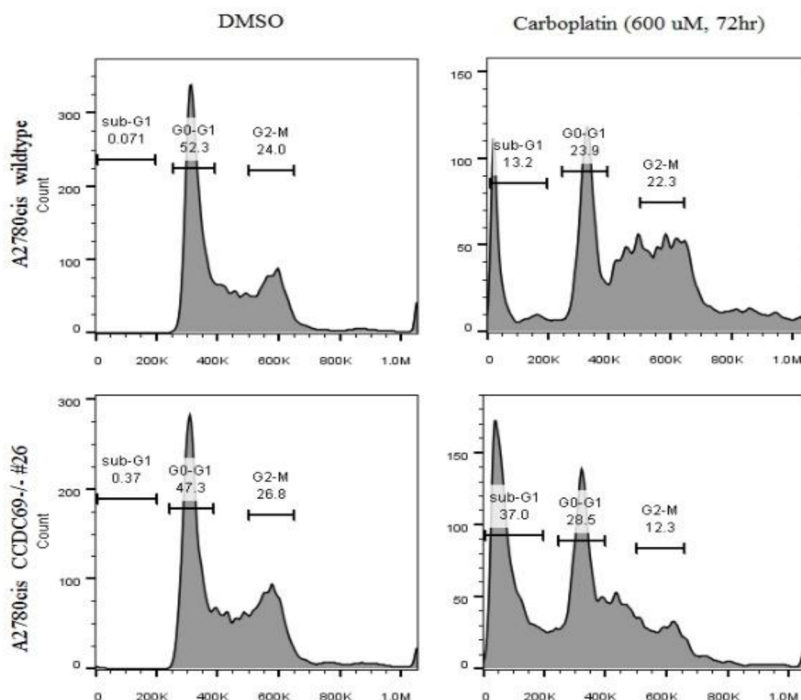 DMSO
Carboplatin (600 uM, 72hr)
A2780cis wildtype
Count
300
200
100
0
sub-G1
0.071
G0-G1
52.3
G2-M
24.0
0 200K 400K 600K 800K 1.0M
150
100
50
0
sub-G1
13.2
G0-G1
23.9
G2-M
22.3
0 200K 400K 600K 800K 1.0M
A2780cis CCDC69-/- #26
Count
300
200
100
0
sub-G1
0.37
G0-G1
47.3
G2-M
26.8
0 200K 400K 600K 800K 1.0M
150
100
50
0
sub-G1
37.0
G0-G1
28.5
G2-M
12.3
0 200K 400K 600K 800K 1.0M